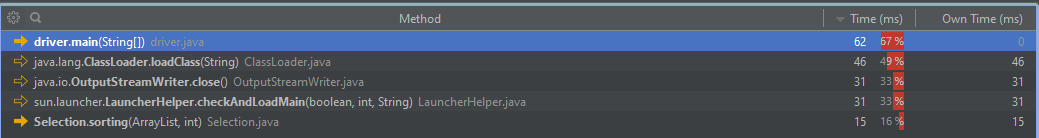 Method Time (ms) Own Time (ms)
driver.main(String[]) driver.java 62 67 % 0
java.lang.ClassLoader.loadClass(String) ClassLoader.java 46 49 % 46
java.io.OutputStreamWriter.close() OutputStreamWriter.java 31 33 % 31
sun.launcher.LauncherHelper.checkAndLoadMain(boolean, int, String) LauncherHelper.java 31 33 % 31
Selection.sorting(ArrayList, int) Selection.java 15 16 % 15